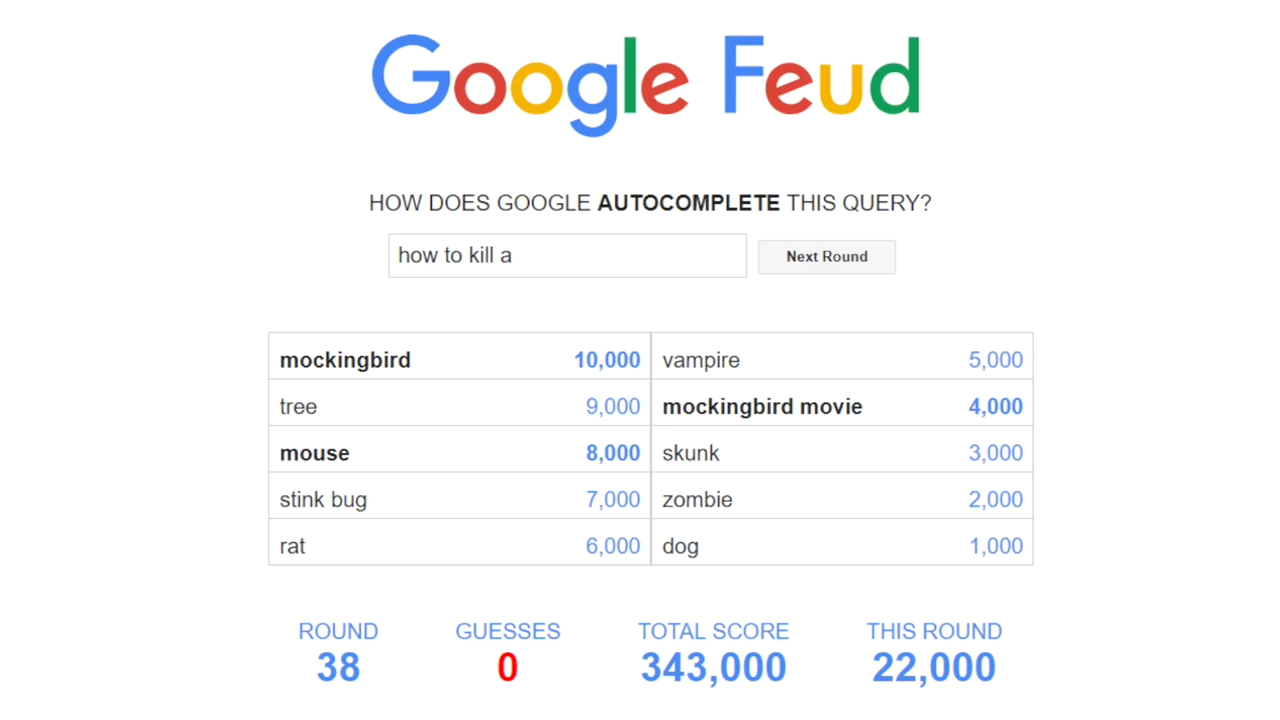 Google Feud
HOW DOES GOOGLE AUTOCOMPLETE THIS QUERY?
how to kill a
Next Round
mockingbird 10,000 vampire 5,000
tree 9,000 mockingbird movie 4,000
mouse 8,000 skunk 3,000
stink bug 7,000 zombie 2,000
rat 6,000 dog 1,000
ROUND GUESSES TOTAL SCORE THIS ROUND
38 0 343,000 22,000